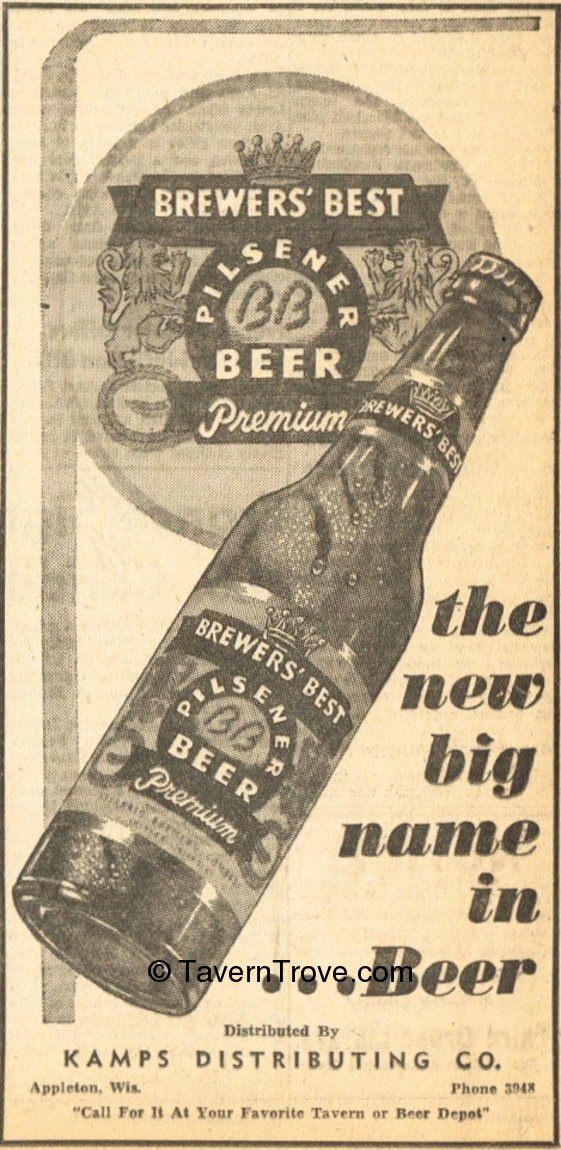 BREWERS' BEST
PILSENER
BB
BEER
Premium
BREWERS' BEST
BREWERS' BEST
PILSENER
BB
BEER
Premium
the
new
big
name
in
...Beer
© TavernTrove.com
Distributed By
KAMPS DISTRIBUTING CO.
Appleton, Wis. Phone 3948
"Call For It At Your Favorite Tavern or Beer Depot"